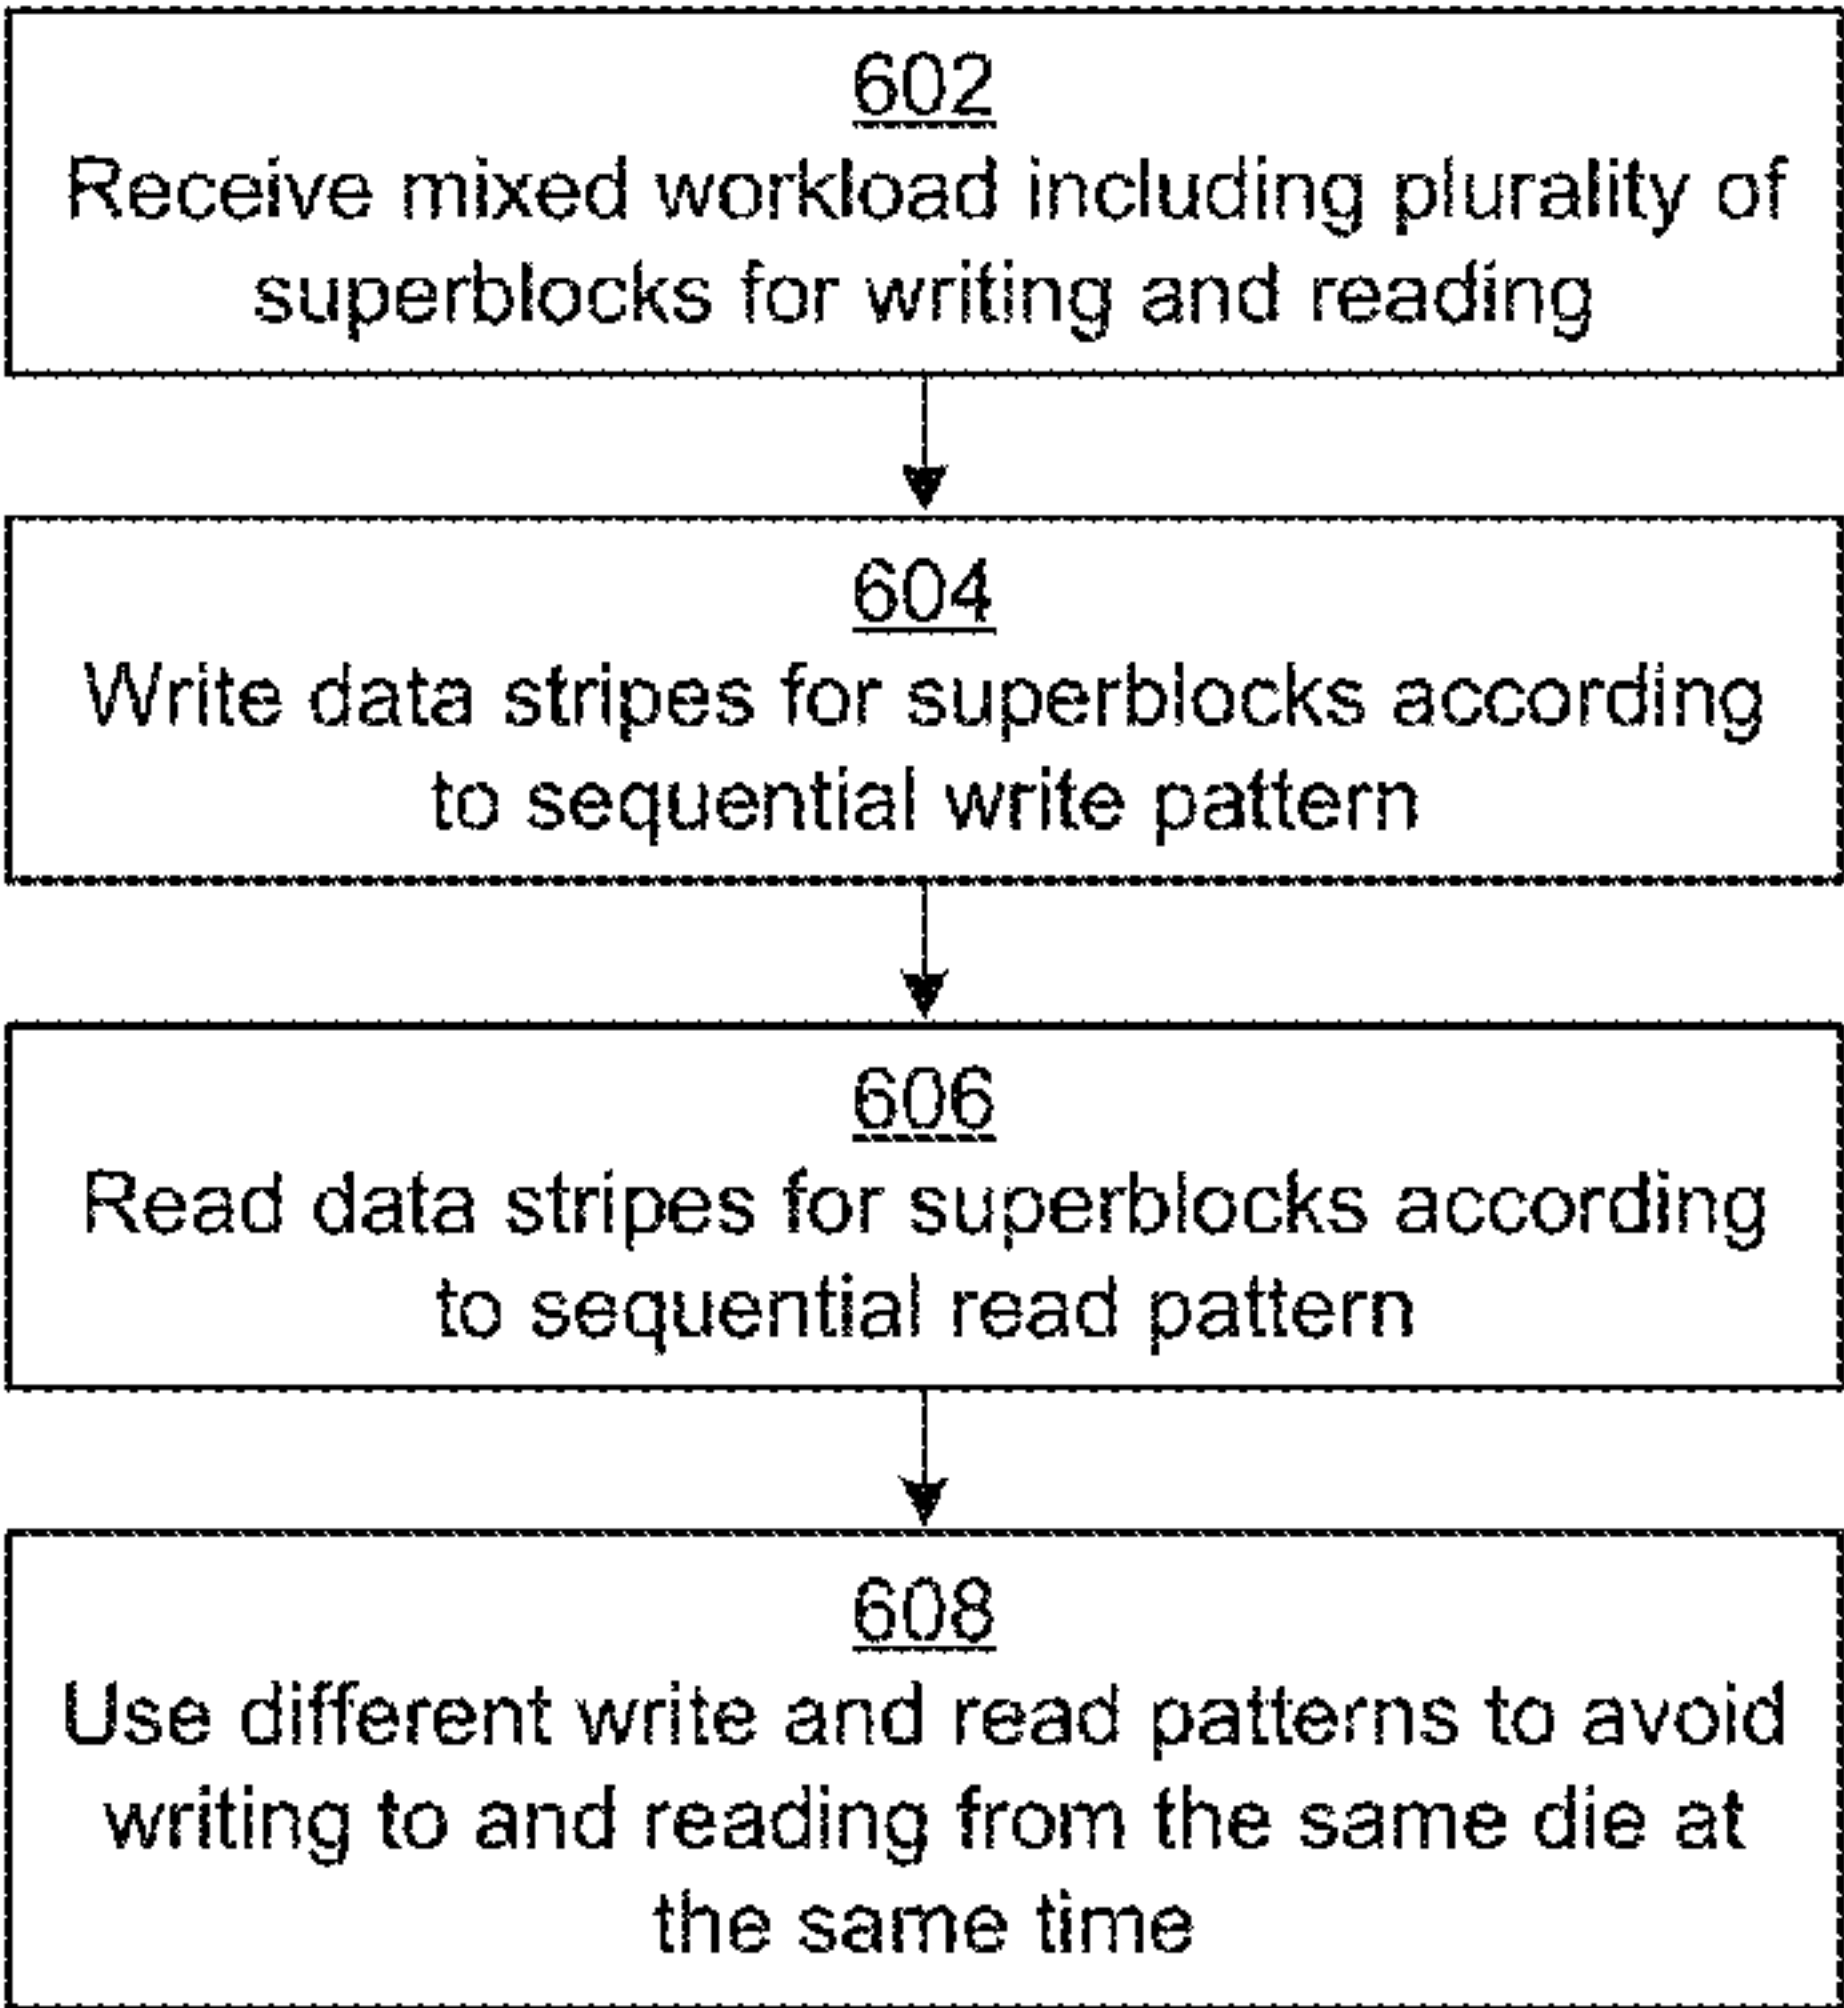 602
Receive mixed workload including plurality of
superblocks for writing and reading
604
Write data stripes for superblocks according
to sequential write pattern
606
Read data stripes for superblocks according
to sequential read pattern
608
Use different write and read patterns to avoid
writing to and reading from the same die at
the same time